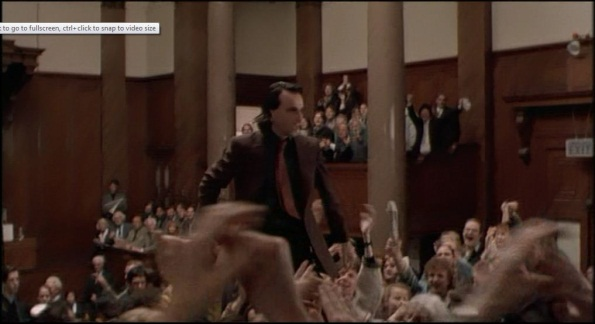 to go to fullscreen, ctrl+click to snap to video size
EXIT